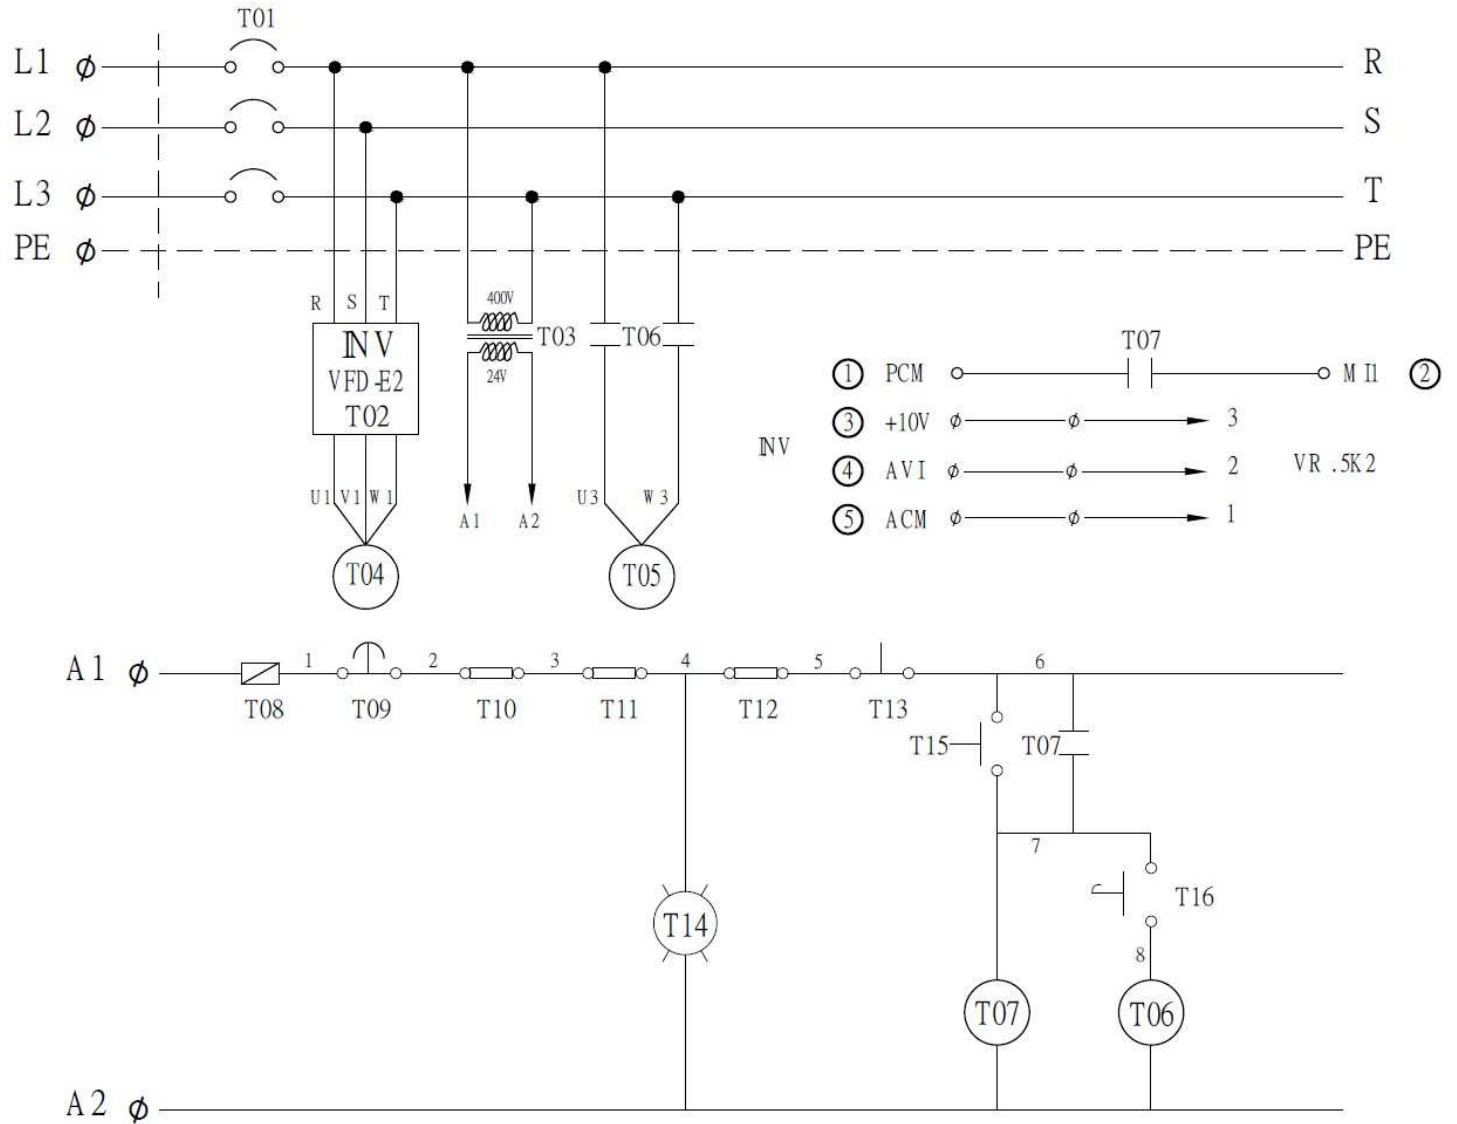 T01
L1 R
L2 S
L3 T
PE PE
R S T
400V
INV
T03
T06
T07
24V
VFD-E2
T02
1 PCM MI1 2
3 +10V 3
INV
4 AVI 2
VR .5K2
5 ACM 1
U1 V1 W1
A1 A2
U3 W3
T04
T05
A1 1 2 3 4 5 6
T08 T09 T10 T11 T12 T13
T15 T07
7
T16
T14
8
T07 T06
A2